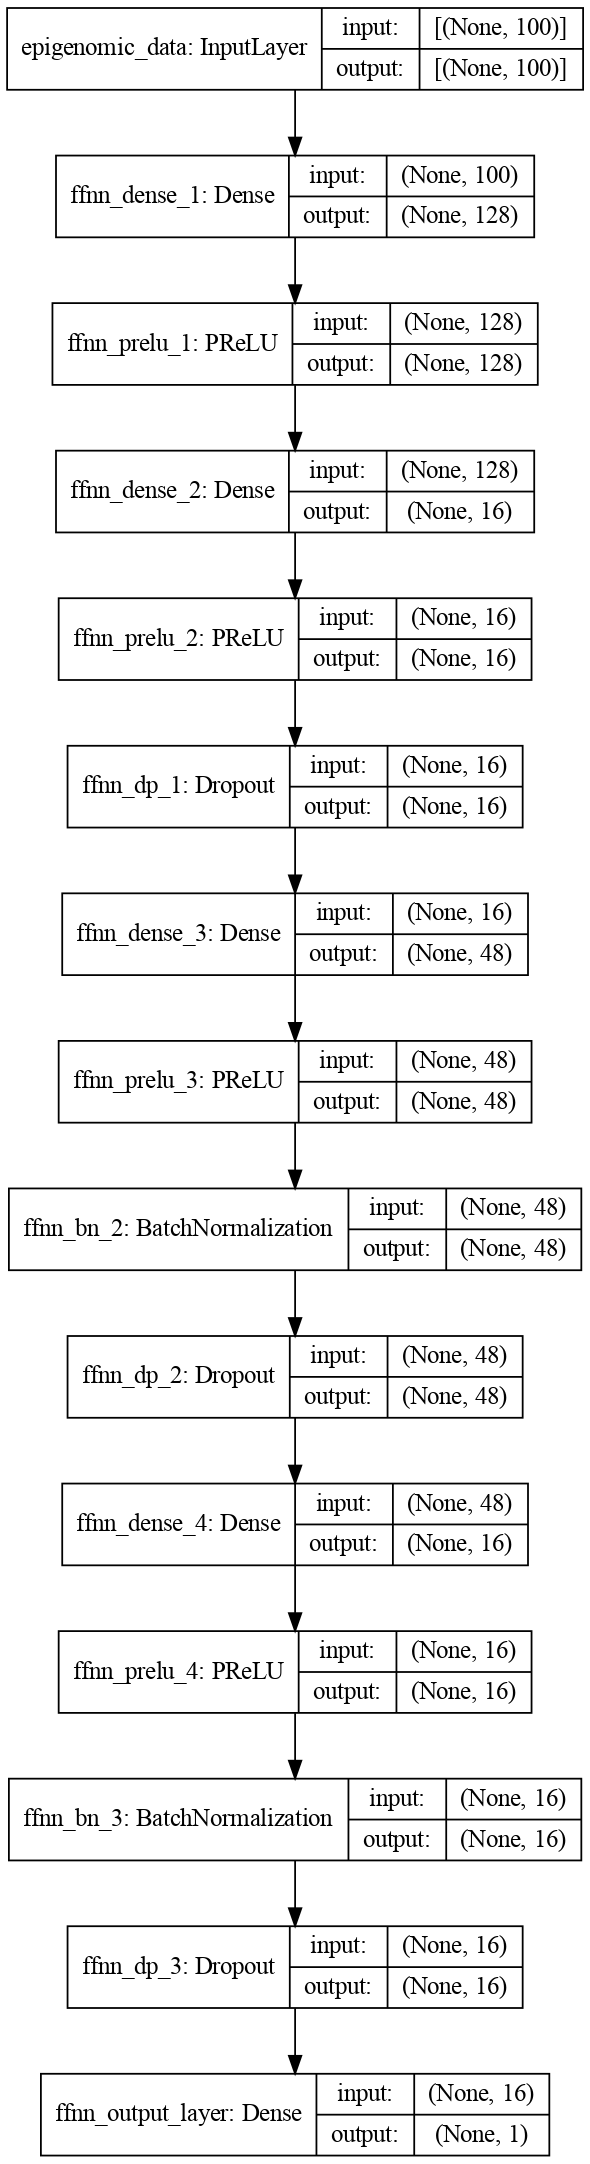 epigenomic_data: InputLayer
input: [(None, 100)]
output: [(None, 100)]
ffnn_dense_1: Dense
input: (None, 100)
output: (None, 128)
ffnn_prelu_1: PReLU
input: (None, 128)
output: (None, 128)
ffnn_dense_2: Dense
input: (None, 128)
output: (None, 16)
ffnn_prelu_2: PReLU
input: (None, 16)
output: (None, 16)
ffnn_dp_1: Dropout
input: (None, 16)
output: (None, 16)
ffnn_dense_3: Dense
input: (None, 16)
output: (None, 48)
ffnn_prelu_3: PReLU
input: (None, 48)
output: (None, 48)
ffnn_bn_2: BatchNormalization
input: (None, 48)
output: (None, 48)
ffnn_dp_2: Dropout
input: (None, 48)
output: (None, 48)
ffnn_dense_4: Dense
input: (None, 48)
output: (None, 16)
ffnn_prelu_4: PReLU
input: (None, 16)
output: (None, 16)
ffnn_bn_3: BatchNormalization
input: (None, 16)
output: (None, 16)
ffnn_dp_3: Dropout
input: (None, 16)
output: (None, 16)
ffnn_output_layer: Dense
input: (None, 16)
output: (None, 1)